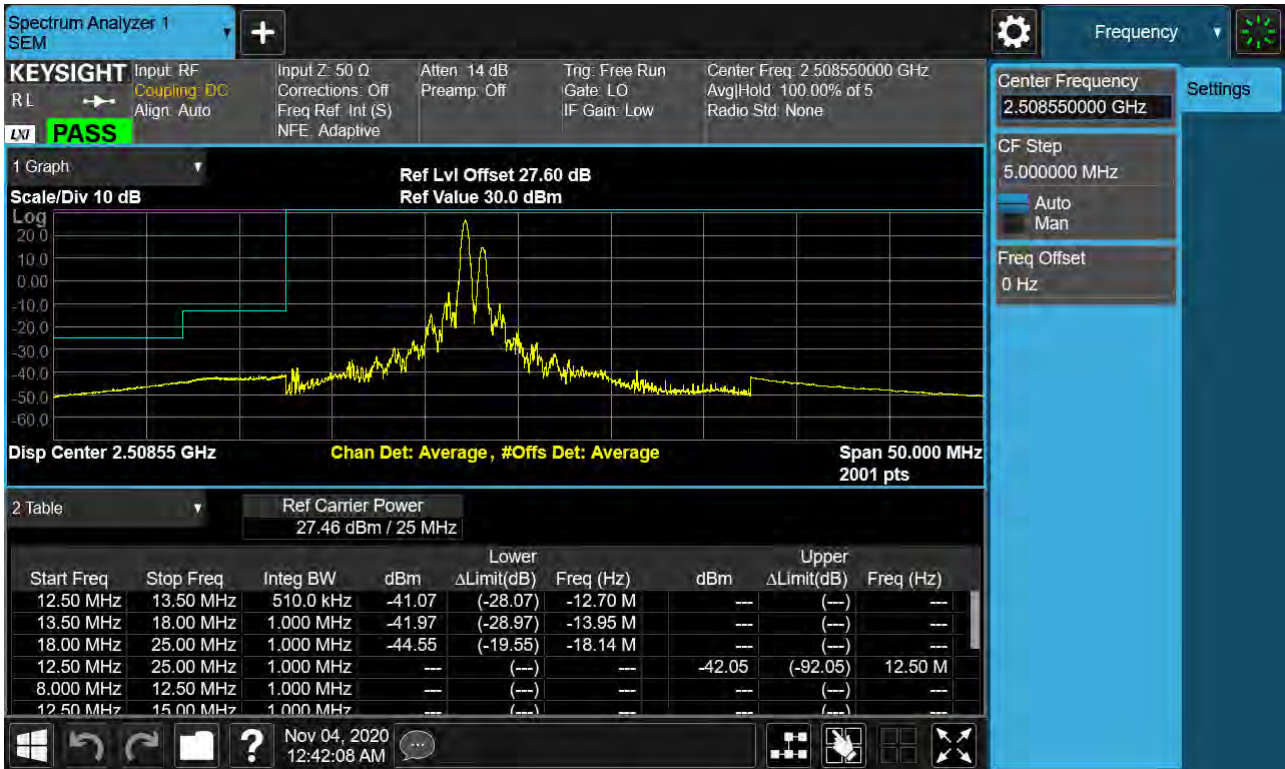 Spectrum Analyzer 1
SEM
Frequency
KEYSIGHT
R L
LXI
PASS
Input: RF
Coupling: DC
Align: Auto
Input Z: 50 Ω
Corrections: Off
Freq Ref: Int (S)
NFE: Adaptive
Atten: 14 dB
Preamp: Off
Trig: Free Run
Gate: LO
IF Gain: Low
Center Freq: 2.508550000 GHz
Avg|Hold: 100.00% of 5
Radio Std: None
Center Frequency
2.508550000 GHz
Settings
CF Step
5.000000 MHz
Auto
Man
Freq Offset
0 Hz
1 Graph
Ref Lvl Offset 27.60 dB
Scale/Div 10 dB
Ref Value 30.0 dBm
Log
20.0
10.0
0.00
-10.0
-20.0
-30.0
-40.0
-50.0
-60.0
Disp Center 2.50855 GHz
Chan Det: Average, #Offs Det: Average
Span 50.000 MHz
2001 pts
2 Table
Ref Carrier Power
27.46 dBm / 25 MHz
Lower Upper
Start Freq Stop Freq Integ BW dBm ΔLimit(dB) Freq (Hz) dBm ΔLimit(dB) Freq (Hz)
12.50 MHz 13.50 MHz 510.0 kHz -41.07 (-28.07) -12.70 M --- (---) ---
13.50 MHz 18.00 MHz 1.000 MHz -41.97 (-28.97) -13.95 M --- (---) ---
18.00 MHz 25.00 MHz 1.000 MHz -44.55 (-19.55) -18.14 M --- (---) ---
12.50 MHz 25.00 MHz 1.000 MHz --- (---) --- -42.05 (-92.05) 12.50 M
8.000 MHz 12.50 MHz 1.000 MHz --- (---) --- --- (---) ---
12.50 MHz 15.00 MHz 1.000 MHz --- (---) --- --- (---) ---
?
Nov 04, 2020
12:42:08 AM